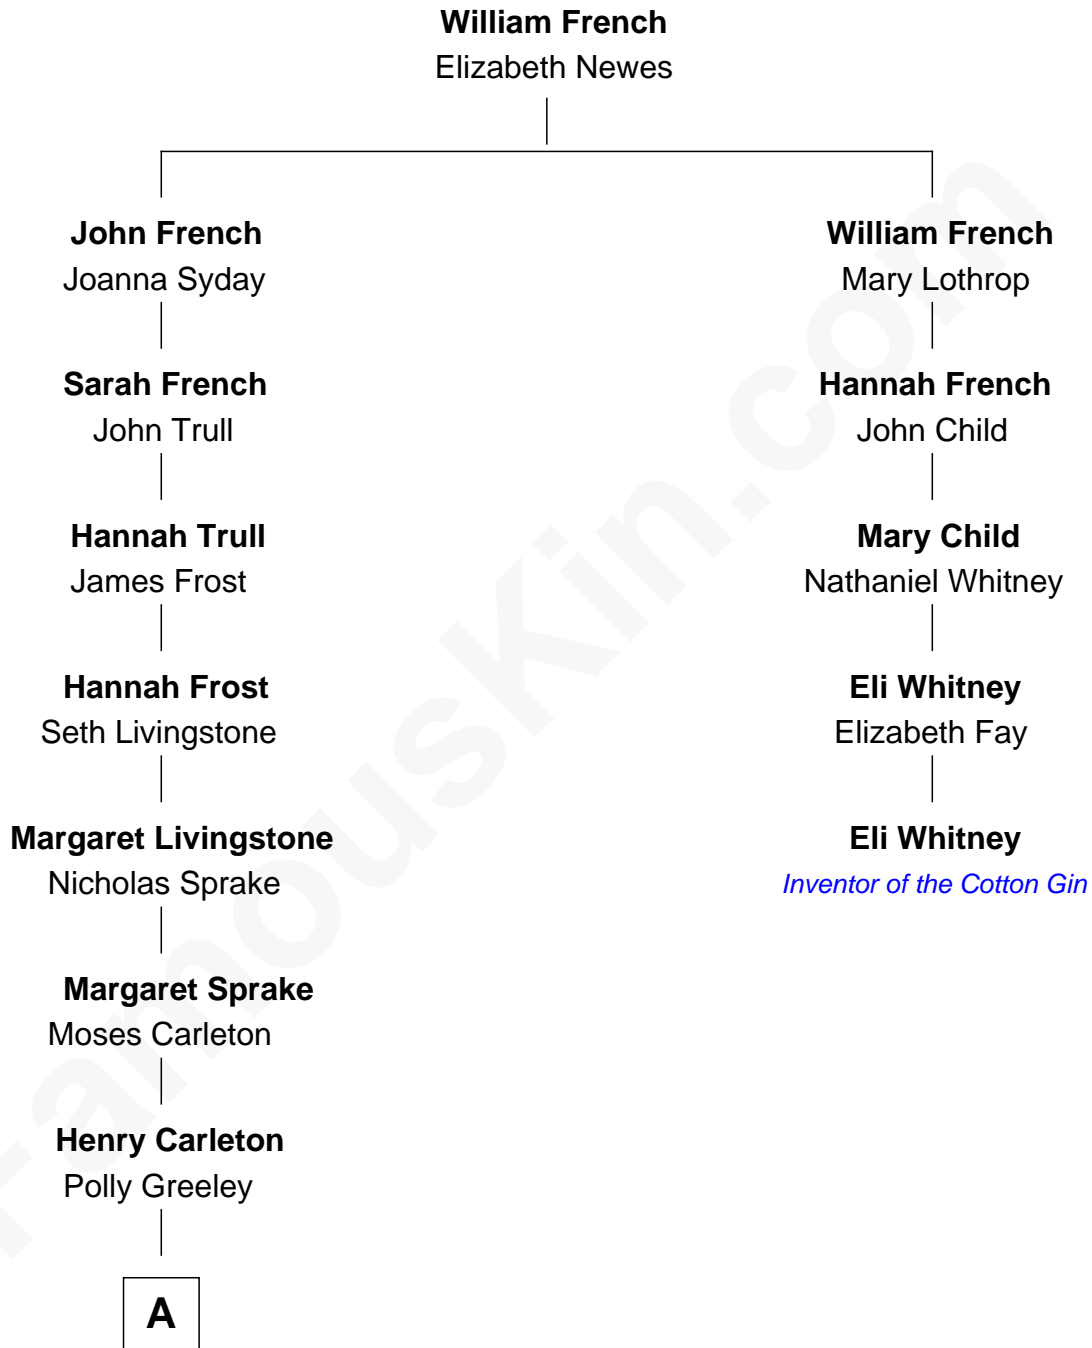 William French
Elizabeth Newes
John French
Joanna Syday
Sarah French
John Trull
Hannah Trull
James Frost
Hannah Frost
Seth Livingstone
Margaret Livingstone
Nicholas Sprake
Margaret Sprake
Moses Carleton
Henry Carleton
Polly Greeley
A
William French
Mary Lothrop
Hannah French
John Child
Mary Child
Nathaniel Whitney
Eli Whitney
Elizabeth Fay
Eli Whitney
Inventor of the Cotton Gin
FamousKin.com